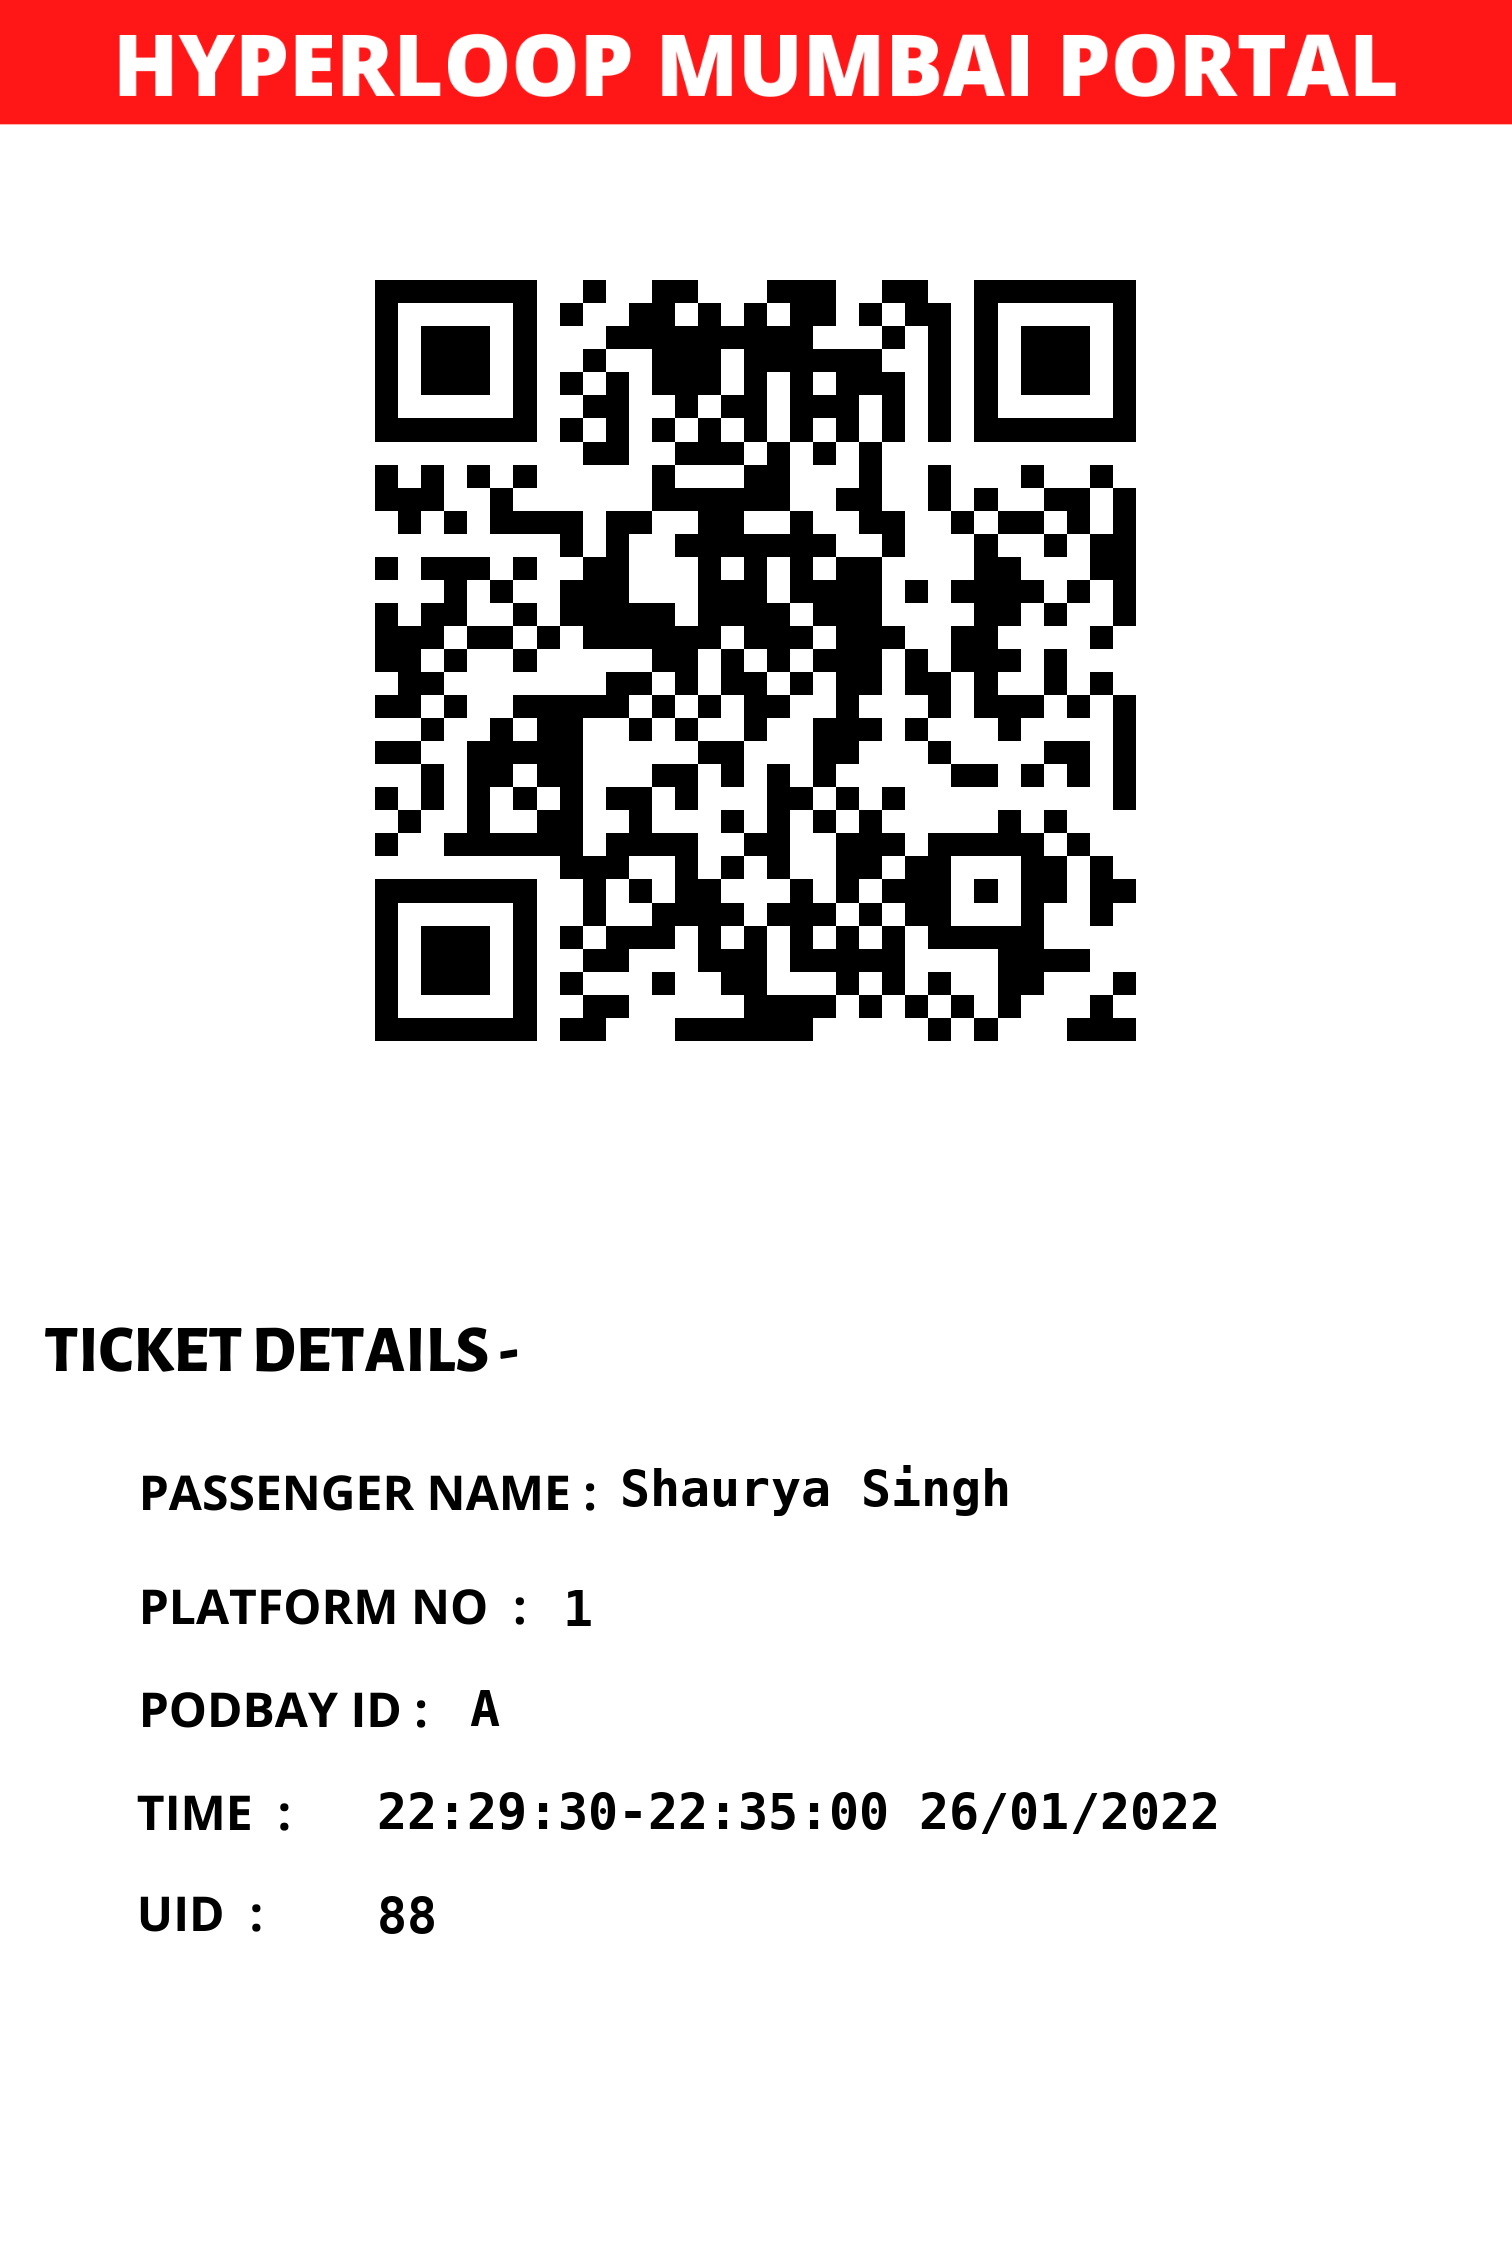 HYPERLOOP MUMBAI PORTAL
TICKET DETAILS -
PASSENGER NAME : Shaurya Singh
PLATFORM NO : 1
PODBAY ID : A
TIME : 22:29:30-22:35:00 26/01/2022
UID : 88